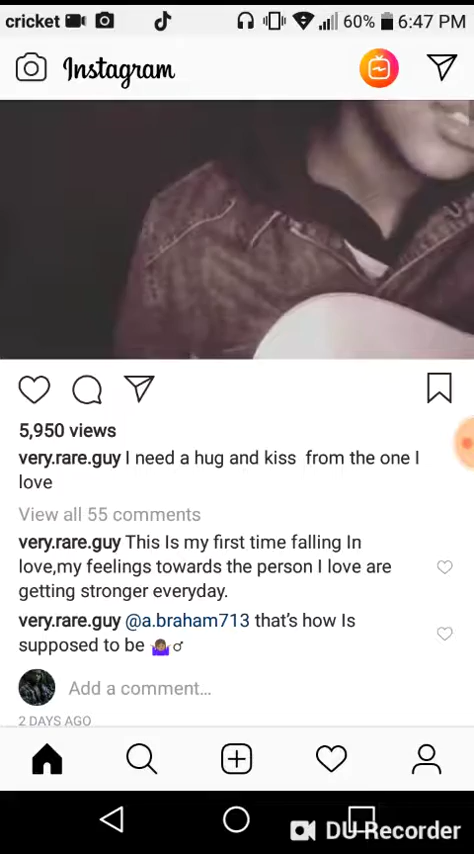 cricket 60% 6:47 PM
Instagram
5,950 views
very.rare.guy I need a hug and kiss from the one I
love
View all 55 comments
very.rare.guy This Is my first time falling In
love,my feelings towards the person I love are
getting stronger everyday.
very.rare.guy @a.braham713 that's how Is
supposed to be 🤷🏾♂
Add a comment...
2 DAYS AGO
DU Recorder